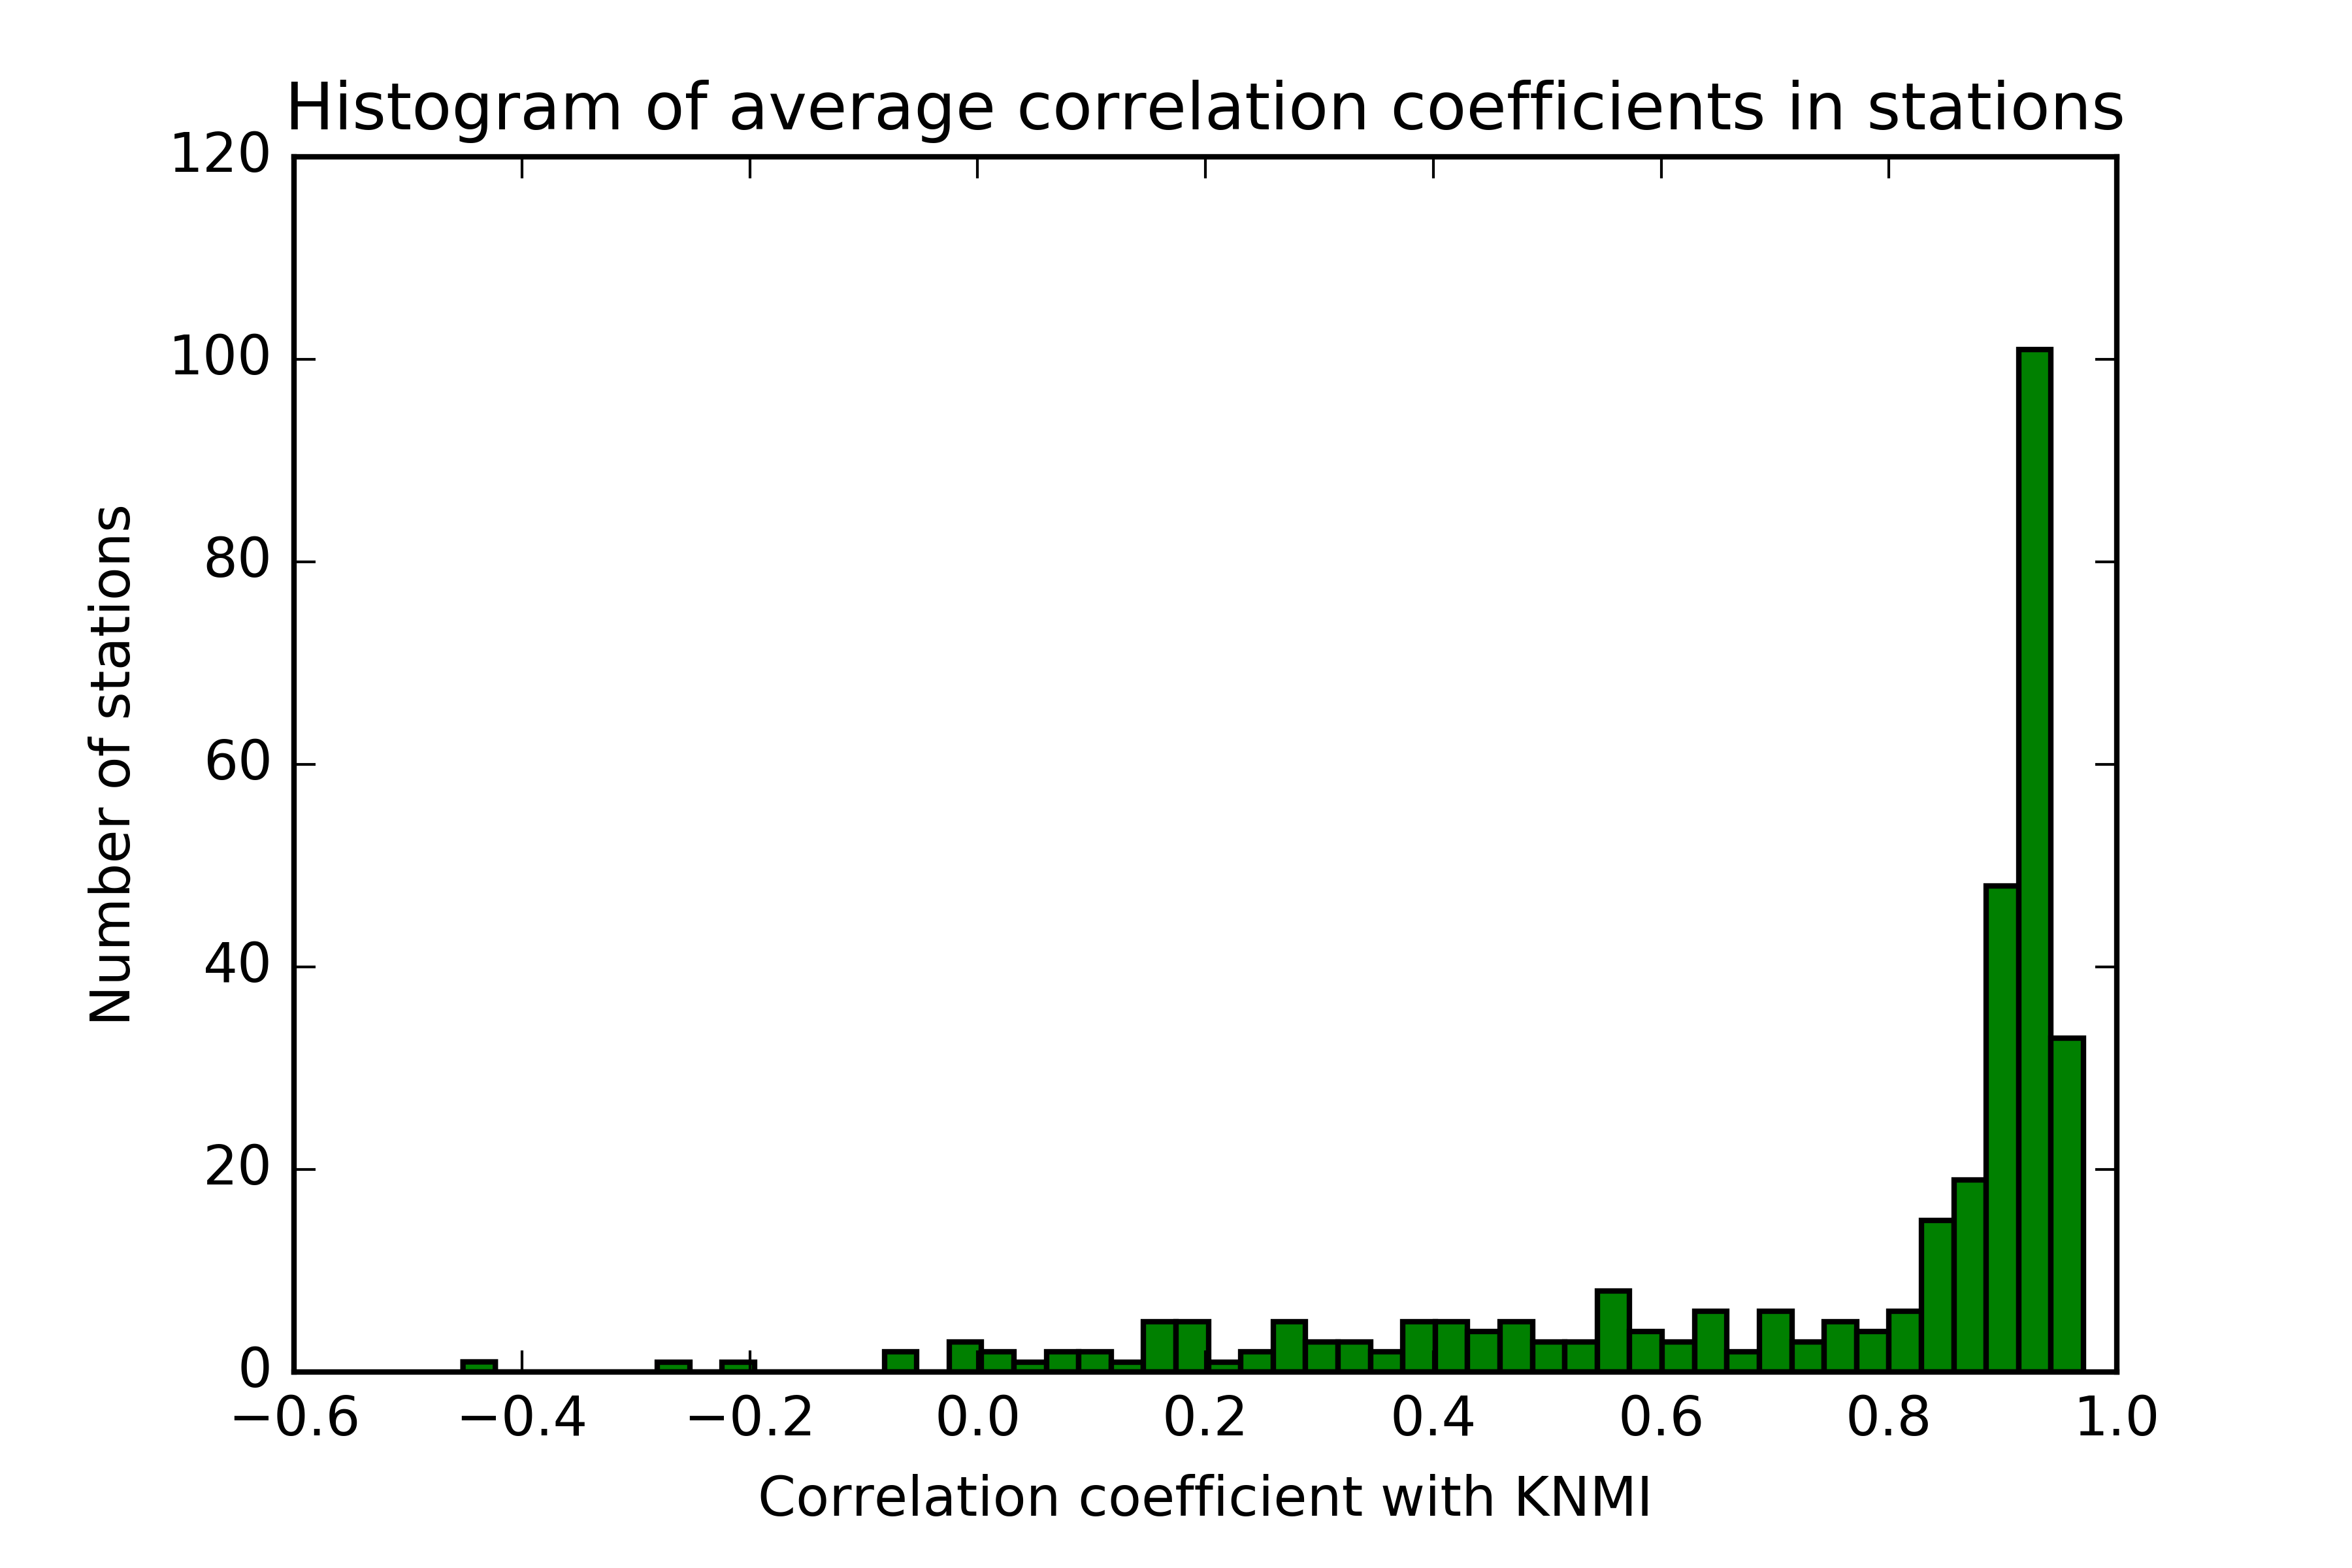 Histogram of average correlation coefficients in stations
120
100
80
60
40
20
0
Number of stations
−0.6 −0.4 −0.2 0.0 0.2 0.4 0.6 0.8 1.0
Correlation coefficient with KNMI